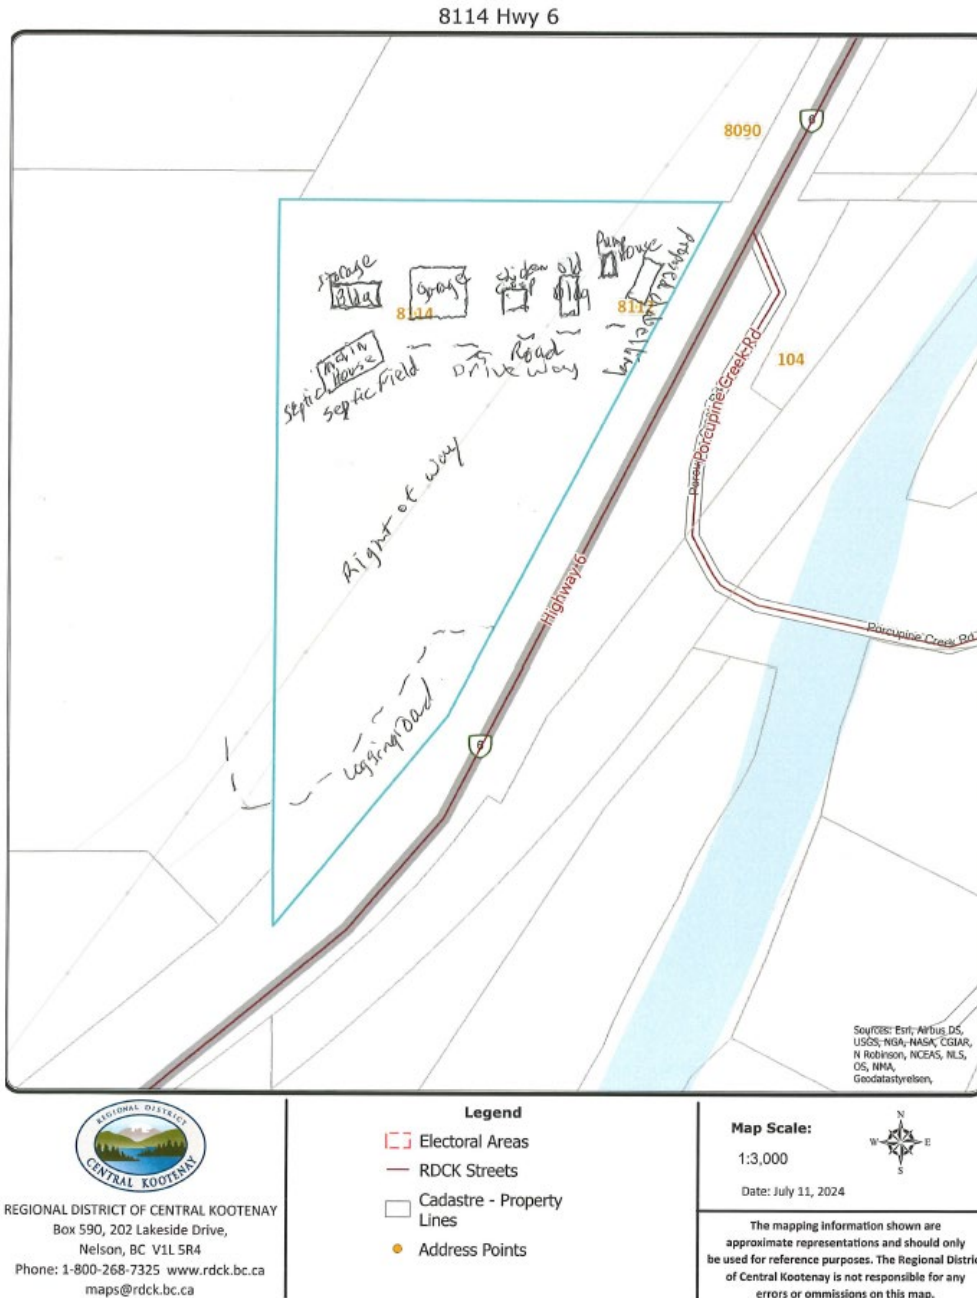 8114 Hwy 6
8090
6
Pump
House
Proposed dwelling
Storage
Bldg
Garage
chicken
coop
old
Bldg
8114
8112
104
Main
House
Road
Drive way
Septic
Septic Field
Porcupine Creek Rd
Right of way
Highway 6
Porcupine Creek Rd
Logging road
6
Sources: Esri, Airbus DS,
USGS, NGA, NASA, CGIAR,
N Robinson, NCEAS, NLS,
OS, NMA,
Geodatastyrelsen,
REGIONAL DISTRICT
CENTRAL KOOTENAY
REGIONAL DISTRICT OF CENTRAL KOOTENAY
Box 590, 202 Lakeside Drive,
Nelson, BC V1L 5R4
Phone: 1-800-268-7325 www.rdck.bc.ca
maps@rdck.bc.ca
Legend
Electoral Areas
RDCK Streets
Cadastre - Property
Lines
Address Points
Map Scale:
1:3,000
N
W E
S
Date: July 11, 2024
The mapping information shown are
approximate representations and should only
be used for reference purposes. The Regional Distri
of Central Kootenay is not responsible for any
errors or ommissions on this map.